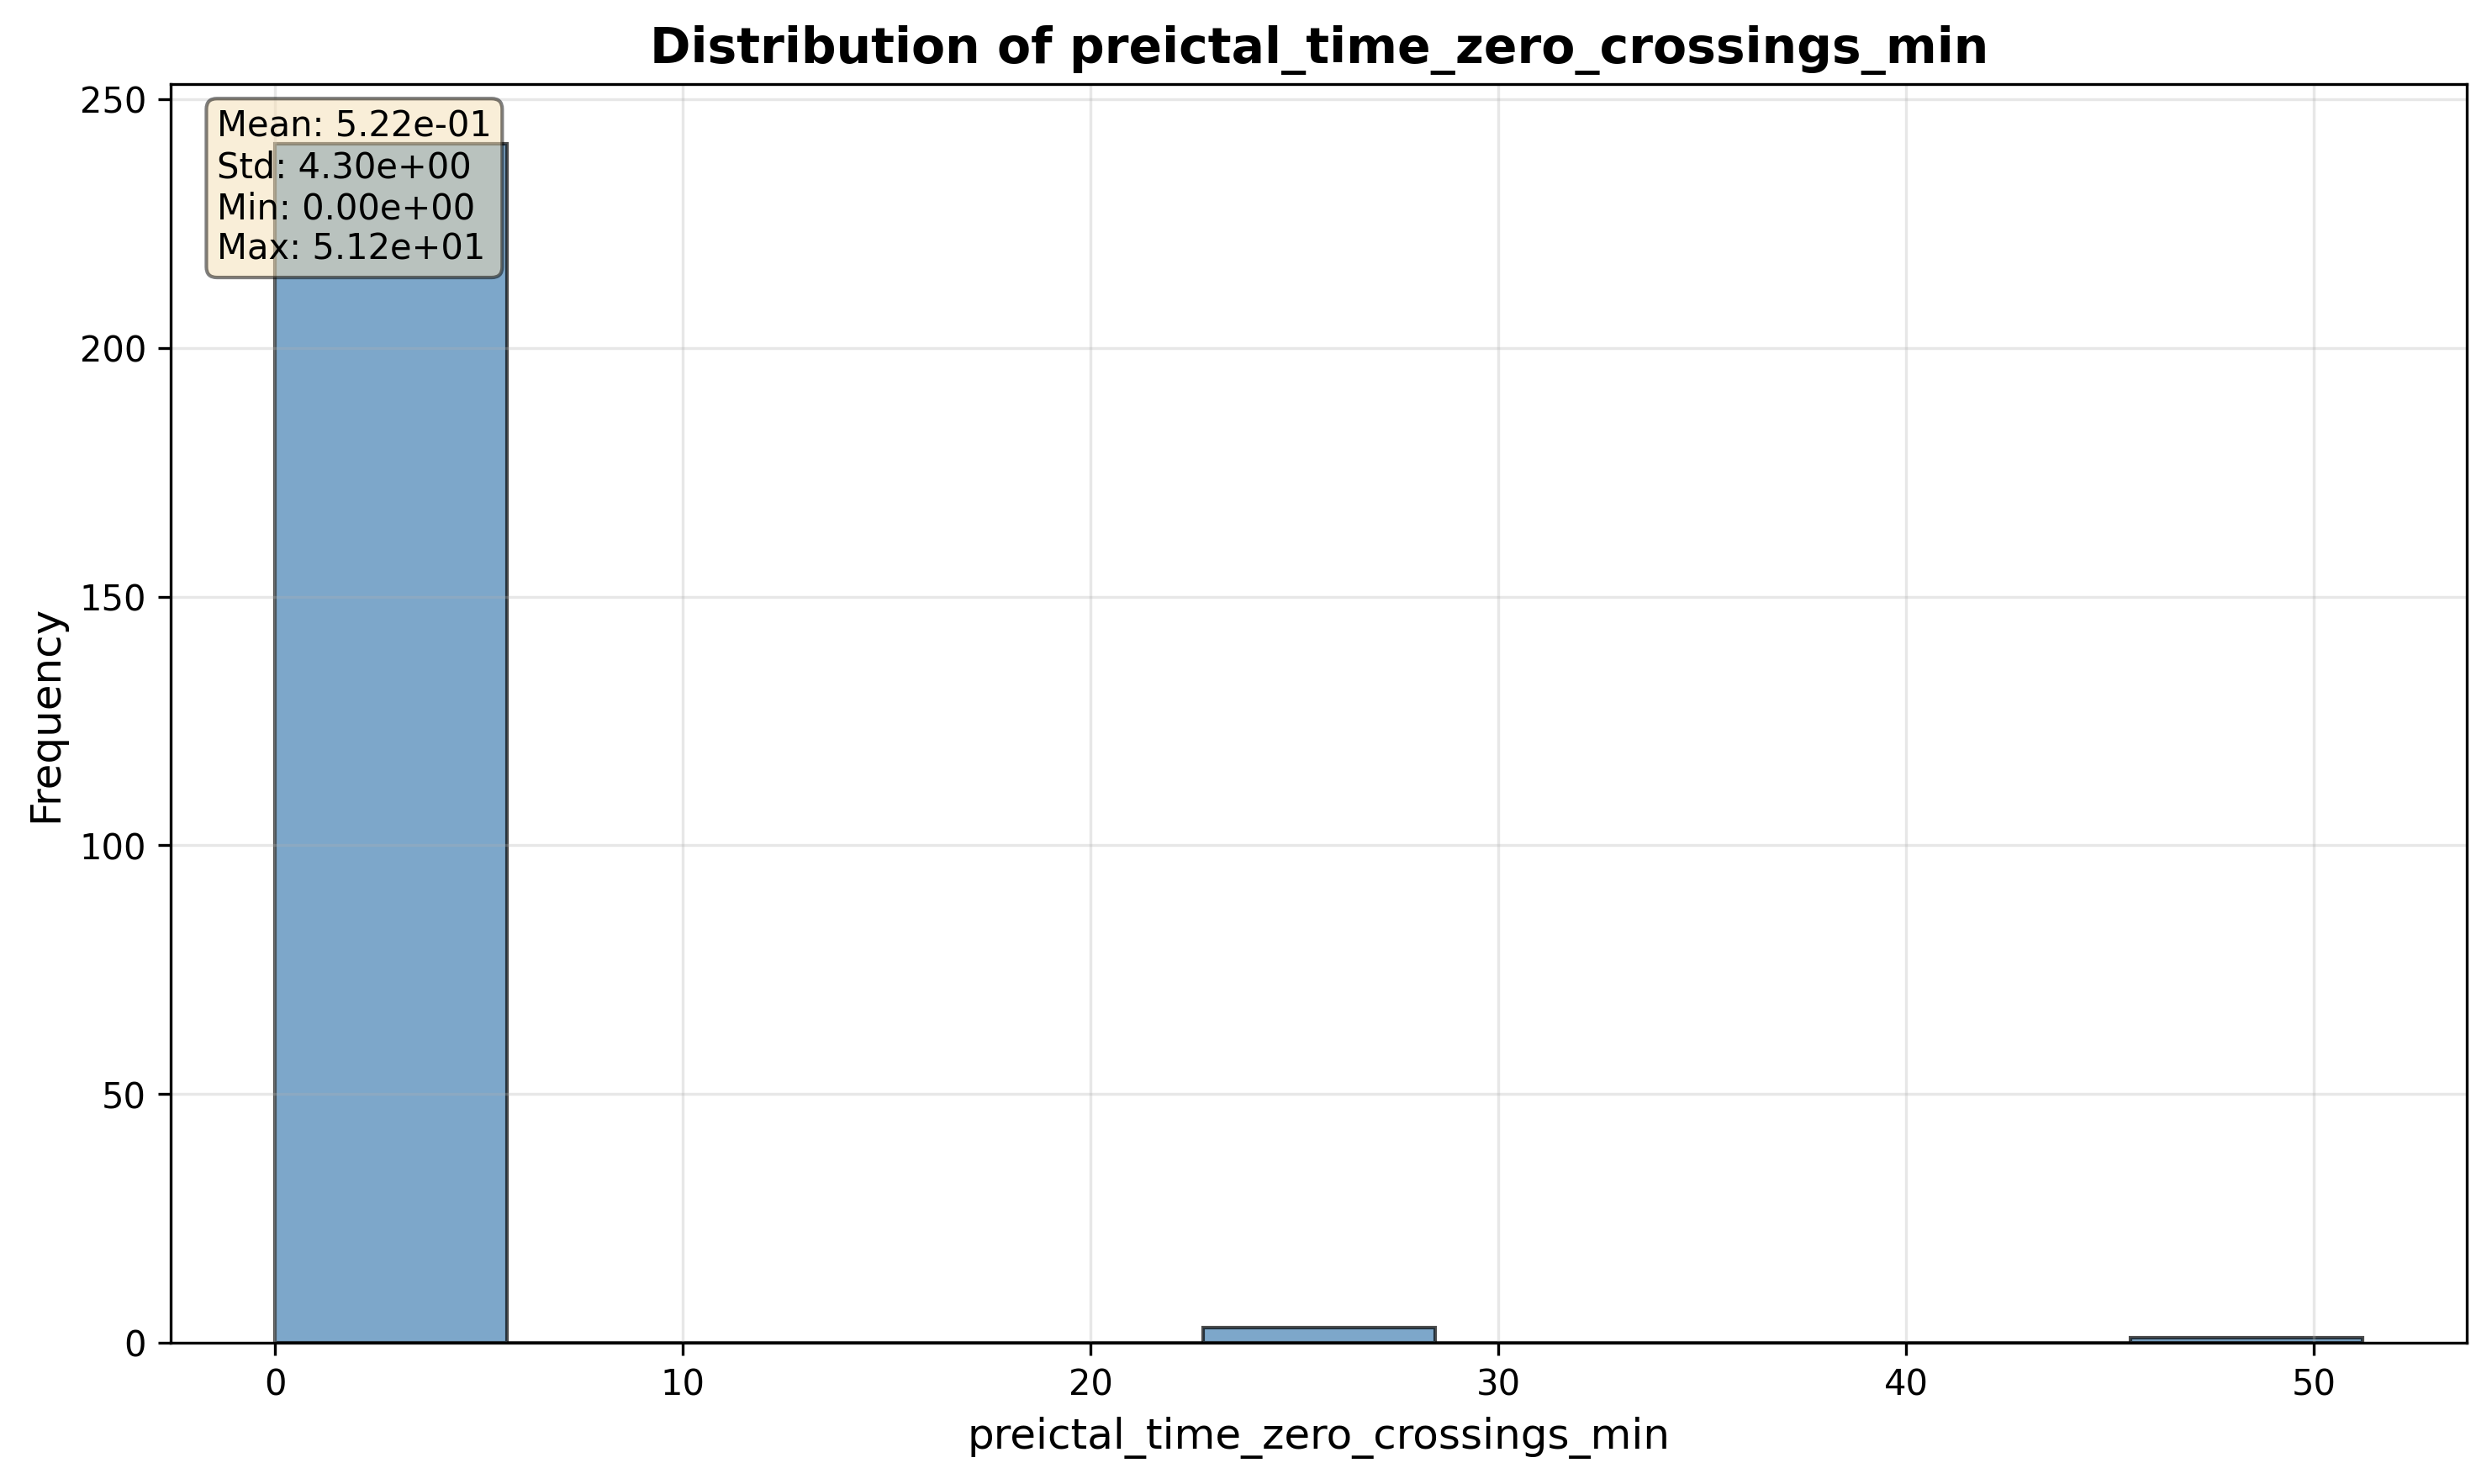 Distribution of preictal_time_zero_crossings_min
Mean: 5.22e-01
Std: 4.30e+00
Min: 0.00e+00
Max: 5.12e+01
250
200
150
100
50
0
Frequency
0 10 20 30 40 50
preictal_time_zero_crossings_min